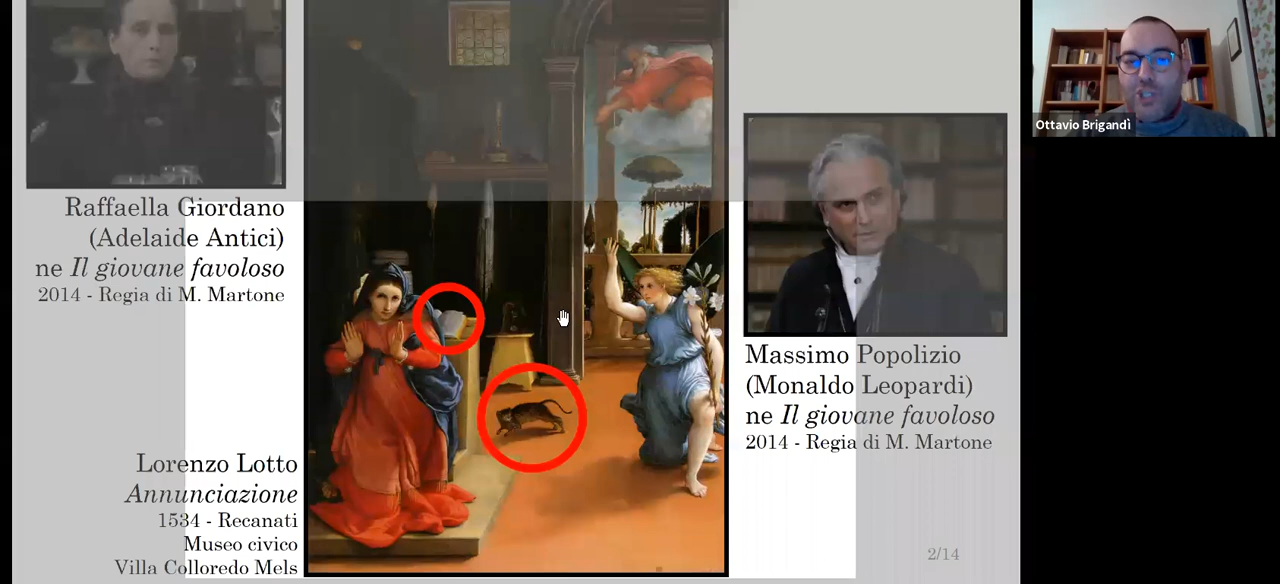 Raffaella Giordano
(Adelaide Antici)
ne Il giovane favoloso
2014 - Regia di M. Martone
Lorenzo Lotto
Annunciazione
1534 - Recanati
Museo civico
Villa Colloredo Mels
Massimo Popolizio
(Monaldo Leopardi)
ne Il giovane favoloso
2014 - Regia di M. Martone
2/14
Ottavio Brigandì